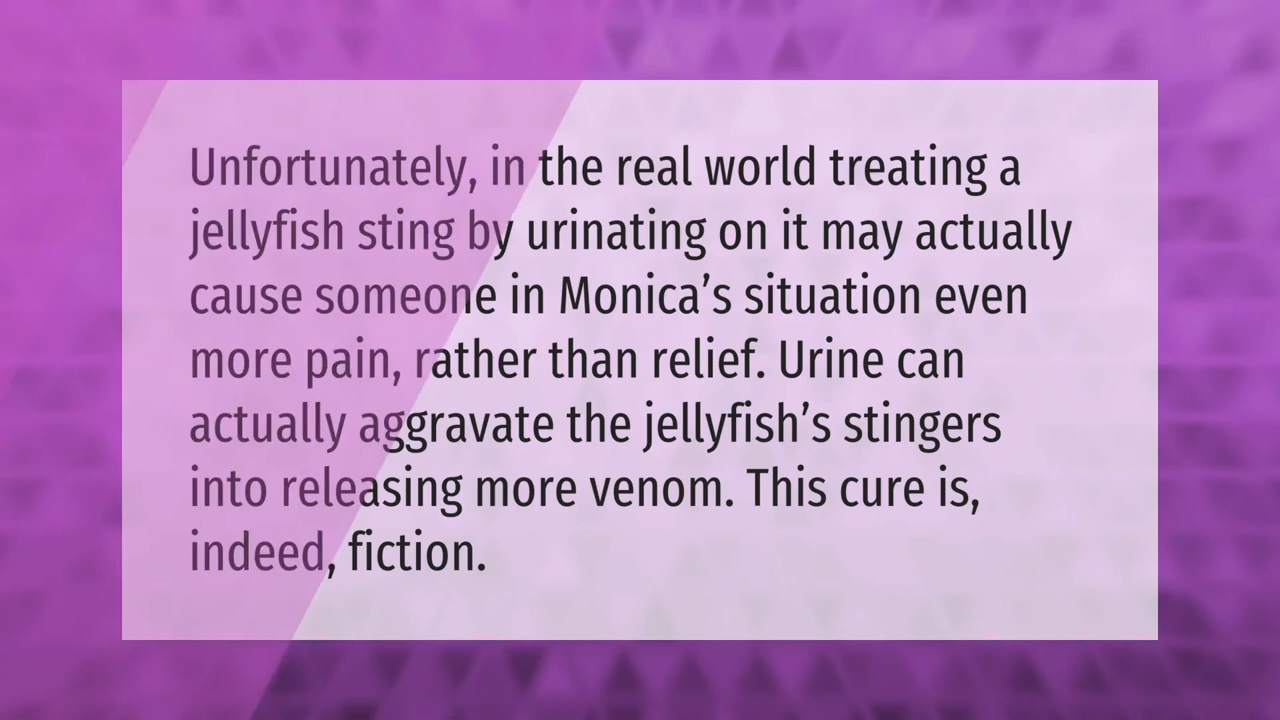 Unfortunately, in the real world treating a
jellyfish sting by urinating on it may actually
cause someone in Monica’s situation even
more pain, rather than relief. Urine can
actually aggravate the jellyfish’s stingers
into releasing more venom. This cure is,
indeed, fiction.